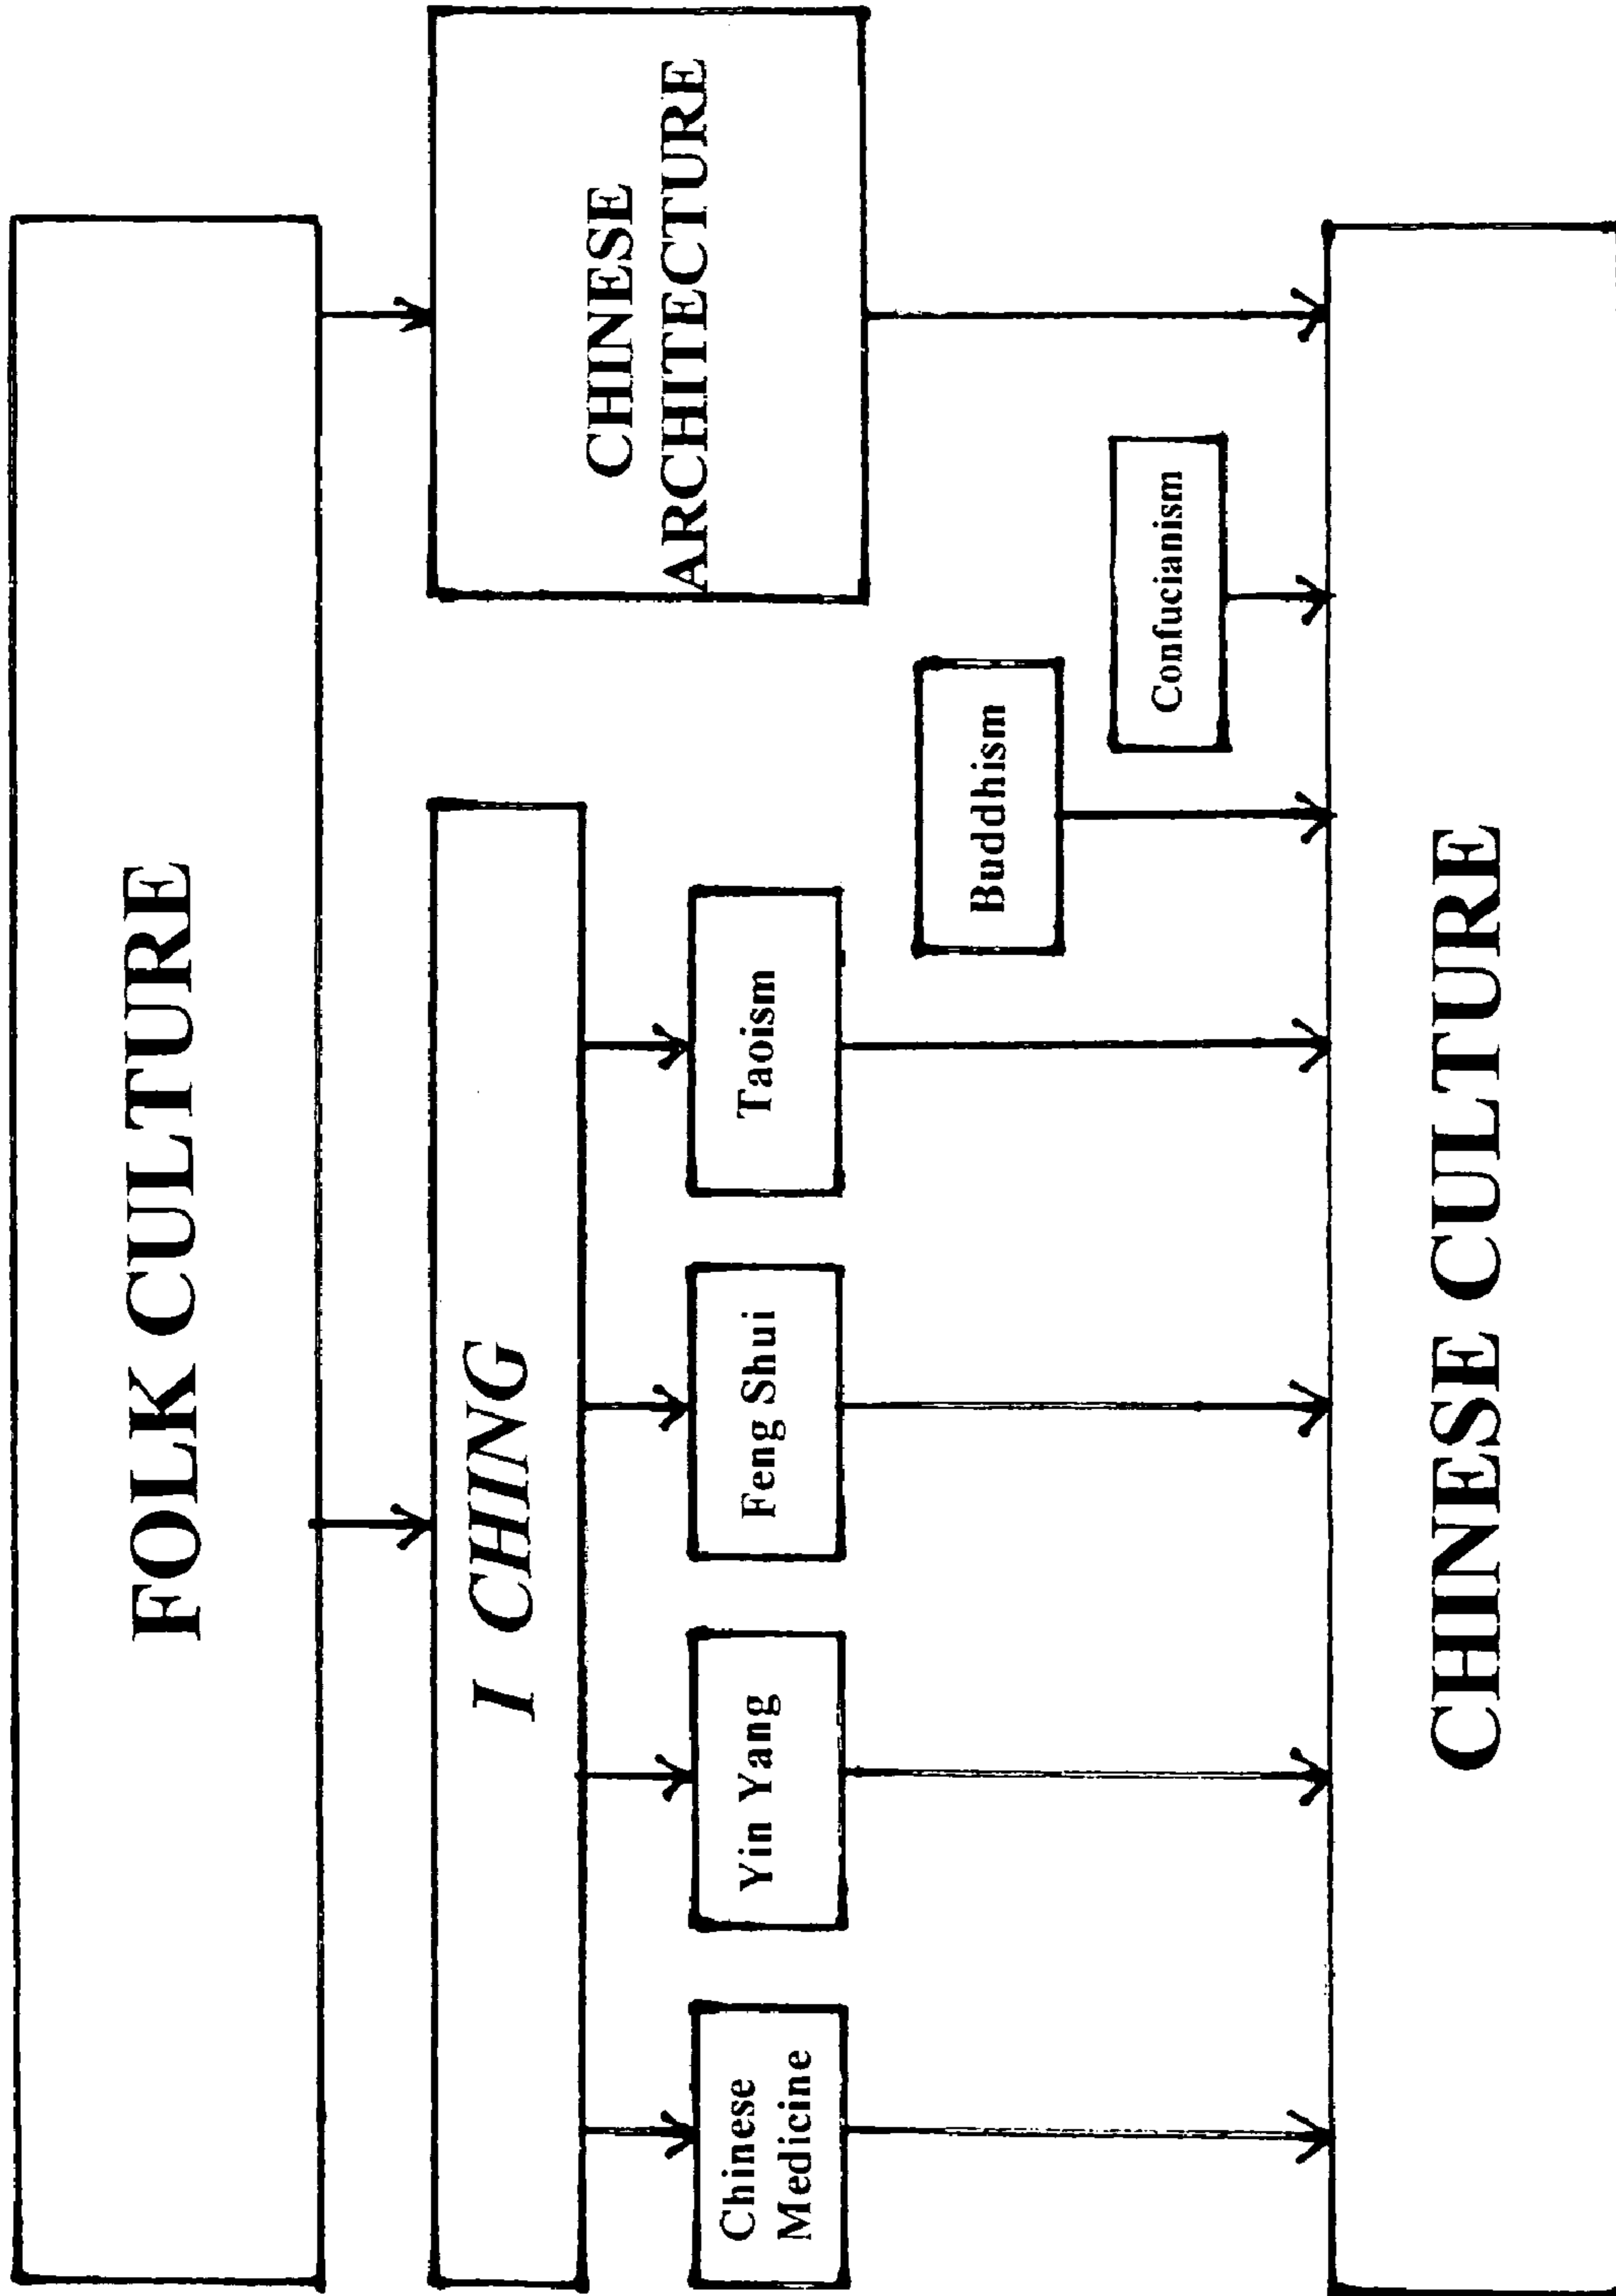 FOLK CULTURE
I CHING
CHINESE
ARCHITECTURE
Chinese
Medicine
Yin Yang
Feng Shui
Taoism
Buddhism
Confucianism
CHINESE CULTURE